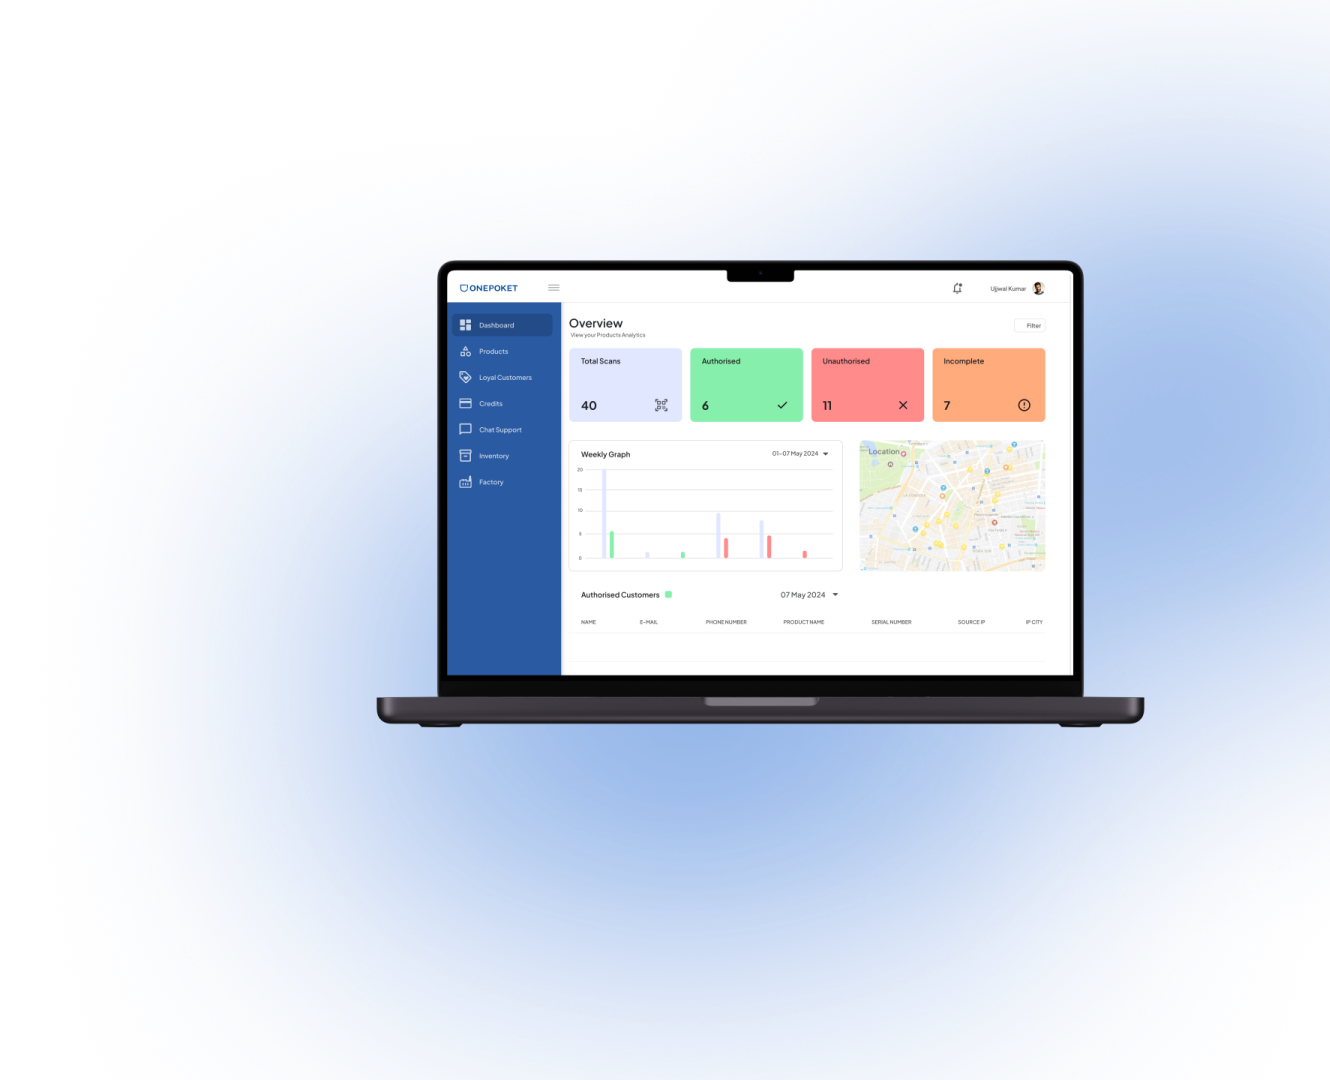 ONEPOKET
Ujjwal Kumar
Dashboard
Products
Loyal Customers
Credits
Chat Support
Inventory
Factory
Overview
View your Products Analytics
Filter
Total Scans
40
Authorised
6
Unauthorised
11
Incomplete
7
Weekly Graph
01-07 May 2024
20
15
10
5
0
Location
Authorised Customers
07 May 2024
NAME E-MAIL PHONE NUMBER PRODUCT NAME SERIAL NUMBER SOURCE IP IP CITY